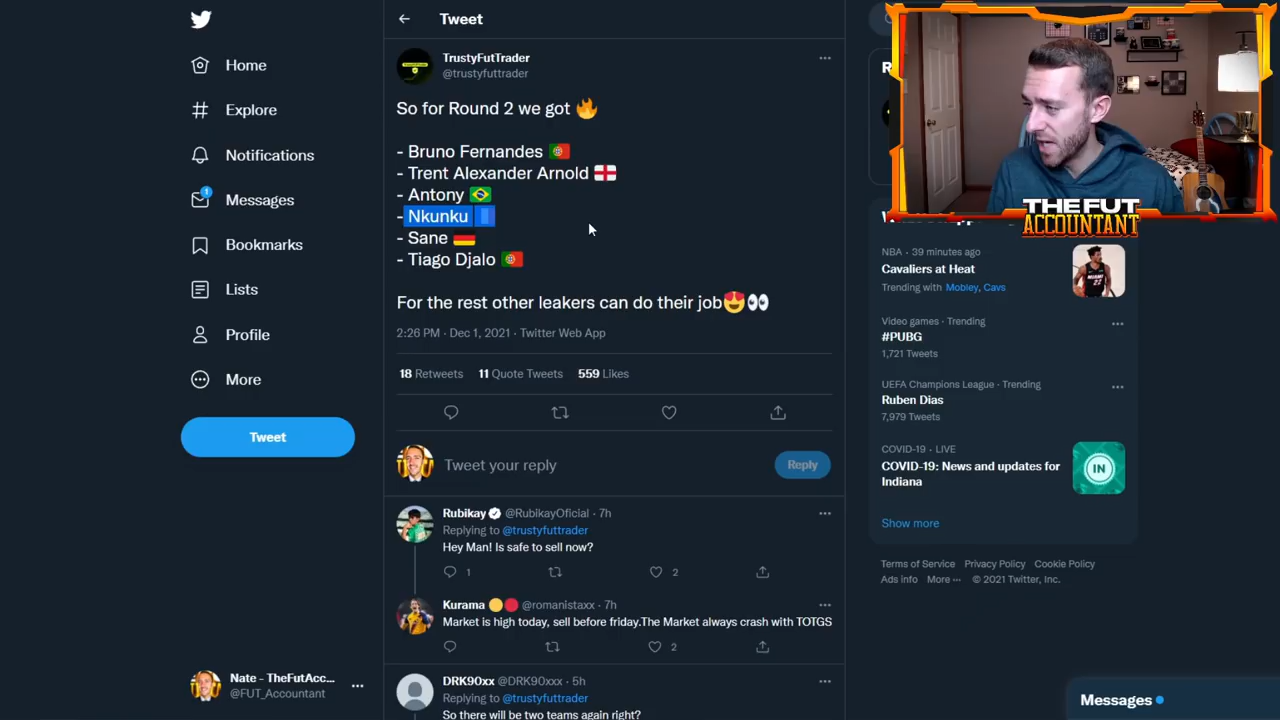 Home
Explore
Notifications
1
Messages
Bookmarks
Lists
Profile
More
Tweet
Nate - TheFutAcc...
@FUT_Accountant
Tweet
TrustyFutTrader
@trustyfuttrader
So for Round 2 we got 🔥
- Bruno Fernandes 🇵🇹
- Trent Alexander Arnold 🏴󠁧󠁢󠁥󠁮󠁧󠁿
- Antony 🇧🇷
- Nkunku
- Sane 🇩🇪
- Tiago Djalo 🇵🇹
For the rest other leakers can do their job😍👀
2:26 PM · Dec 1, 2021 · Twitter Web App
18 Retweets 11 Quote Tweets 559 Likes
Tweet your reply
Reply
Rubikay @RubikayOficial · 7h
Replying to @trustyfuttrader
Hey Man! Is safe to sell now?
1 2
Kurama 🟡🔴 @romanistaxx · 7h
Market is high today, sell before friday.The Market always crash with TOTGS
2
DRK90xx @DRK90xxx · 5h
Replying to @trustyfuttrader
So there will be two teams again right?
THE FUT
ACCOUNTANT
NBA · 39 minutes ago
Cavaliers at Heat
Trending with Mobley, Cavs
Video games · Trending
#PUBG
1,721 Tweets
UEFA Champions League · Trending
Ruben Dias
7,979 Tweets
COVID-19 · LIVE
COVID-19: News and updates for
Indiana
IN
Show more
Terms of Service Privacy Policy Cookie Policy
Ads info More ··· © 2021 Twitter, Inc.
Messages